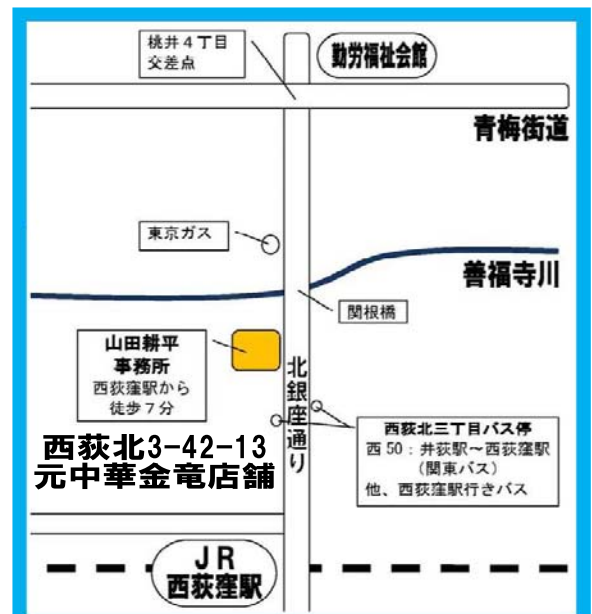 桃井4丁目
交差点
勤労福祉会館
青梅街道
東京ガス
善福寺川
関根橋
山田耕平
事務所
西荻窪駅から
徒歩7分
北銀座通り
西荻北3-42-13
元中華金竜店舗
西荻北三丁目バス停
西50：井荻駅～西荻窪駅
（関東バス）
他、西荻窪駅行きバス
JR
西荻窪駅